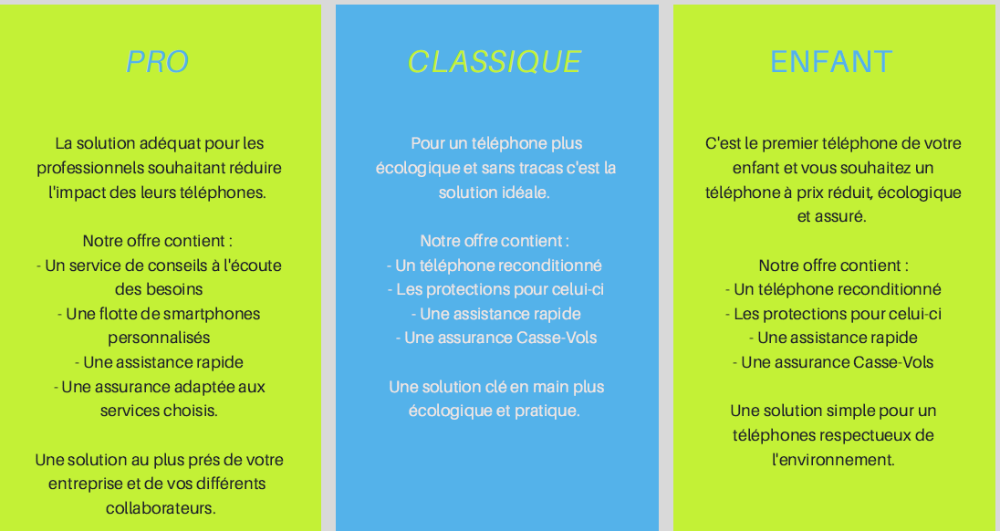 PRO
La solution adéquat pour les
professionnels souhaitant réduire
l'impact des leurs téléphones.
Notre offre contient :
- Un service de conseils à l'écoute
des besoins
- Une flotte de smartphones
personnalisés
- Une assistance rapide
- Une assurance adaptée aux
services choisis.
Une solution au plus prés de votre
entreprise et de vos différents
collaborateurs.
CLASSIQUE
Pour un téléphone plus
écologique et sans tracas c'est la
solution idéale.
Notre offre contient :
- Un téléphone reconditionné
- Les protections pour celui-ci
- Une assistance rapide
- Une assurance Casse-Vols
Une solution clé en main plus
écologique et pratique.
ENFANT
C'est le premier téléphone de votre
enfant et vous souhaitez un
téléphone à prix réduit, écologique
et assuré.
Notre offre contient :
- Un téléphone reconditionné
- Les protections pour celui-ci
- Une assistance rapide
- Une assurance Casse-Vols
Une solution simple pour un
téléphones respectueux de
l'environnement.